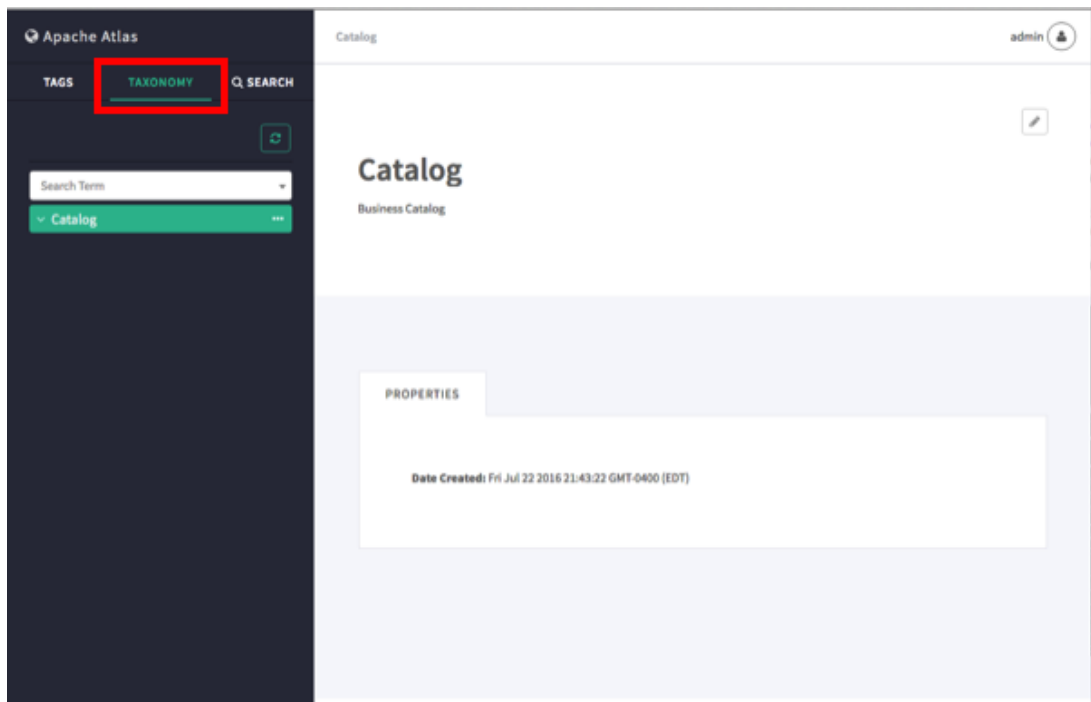 Apache Atlas
Catalog
admin
TAGS
TAXONOMY
SEARCH
Search Term
Catalog
Catalog
Business Catalog
PROPERTIES
Date Created: Fri Jul 22 2016 21:43:22 GMT-0400 (EDT)